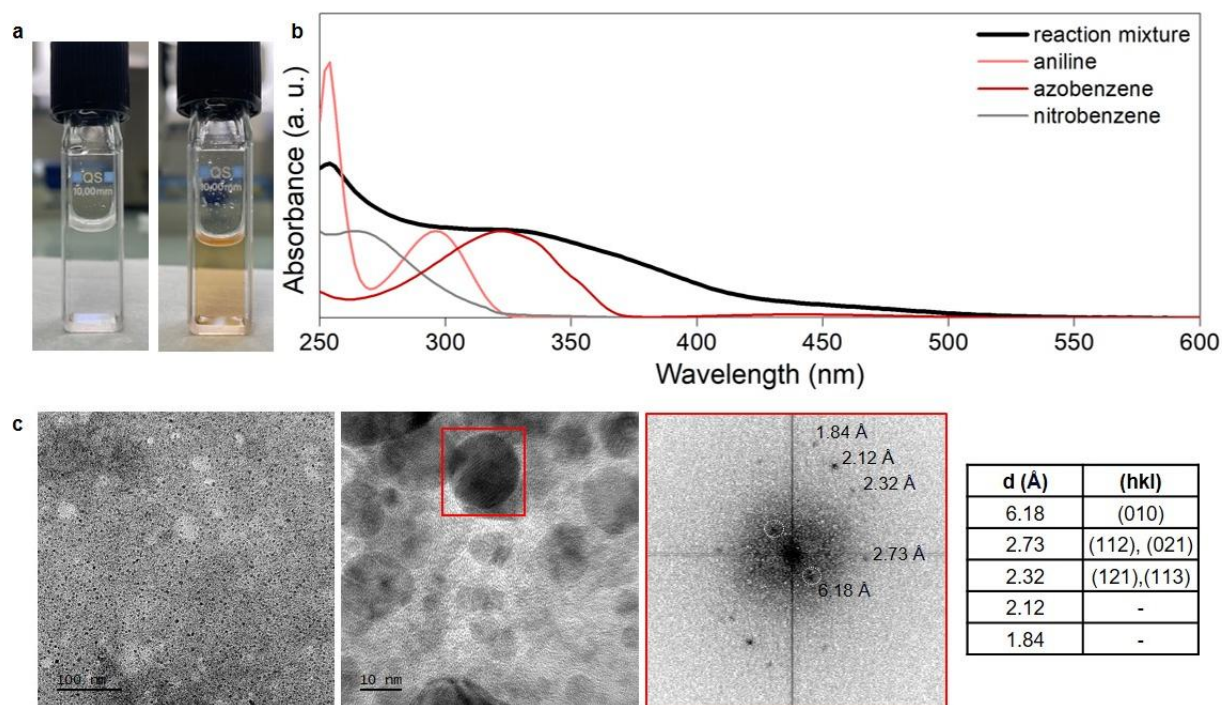 a
QS
10,00mm
QS
10,00mm
b
Absorbance (a. u.)
reaction mixture
aniline
azobenzene
nitrobenzene
250 300 350 400 450 500 550 600
Wavelength (nm)
c
100 nm
10 nm
1.84 Å
2.12 Å
2.32 Å
2.73 Å
6.18 Å
d (Å) (hkl)
6.18 (010)
2.73 (112), (021)
2.32 (121),(113)
2.12 -
1.84 -